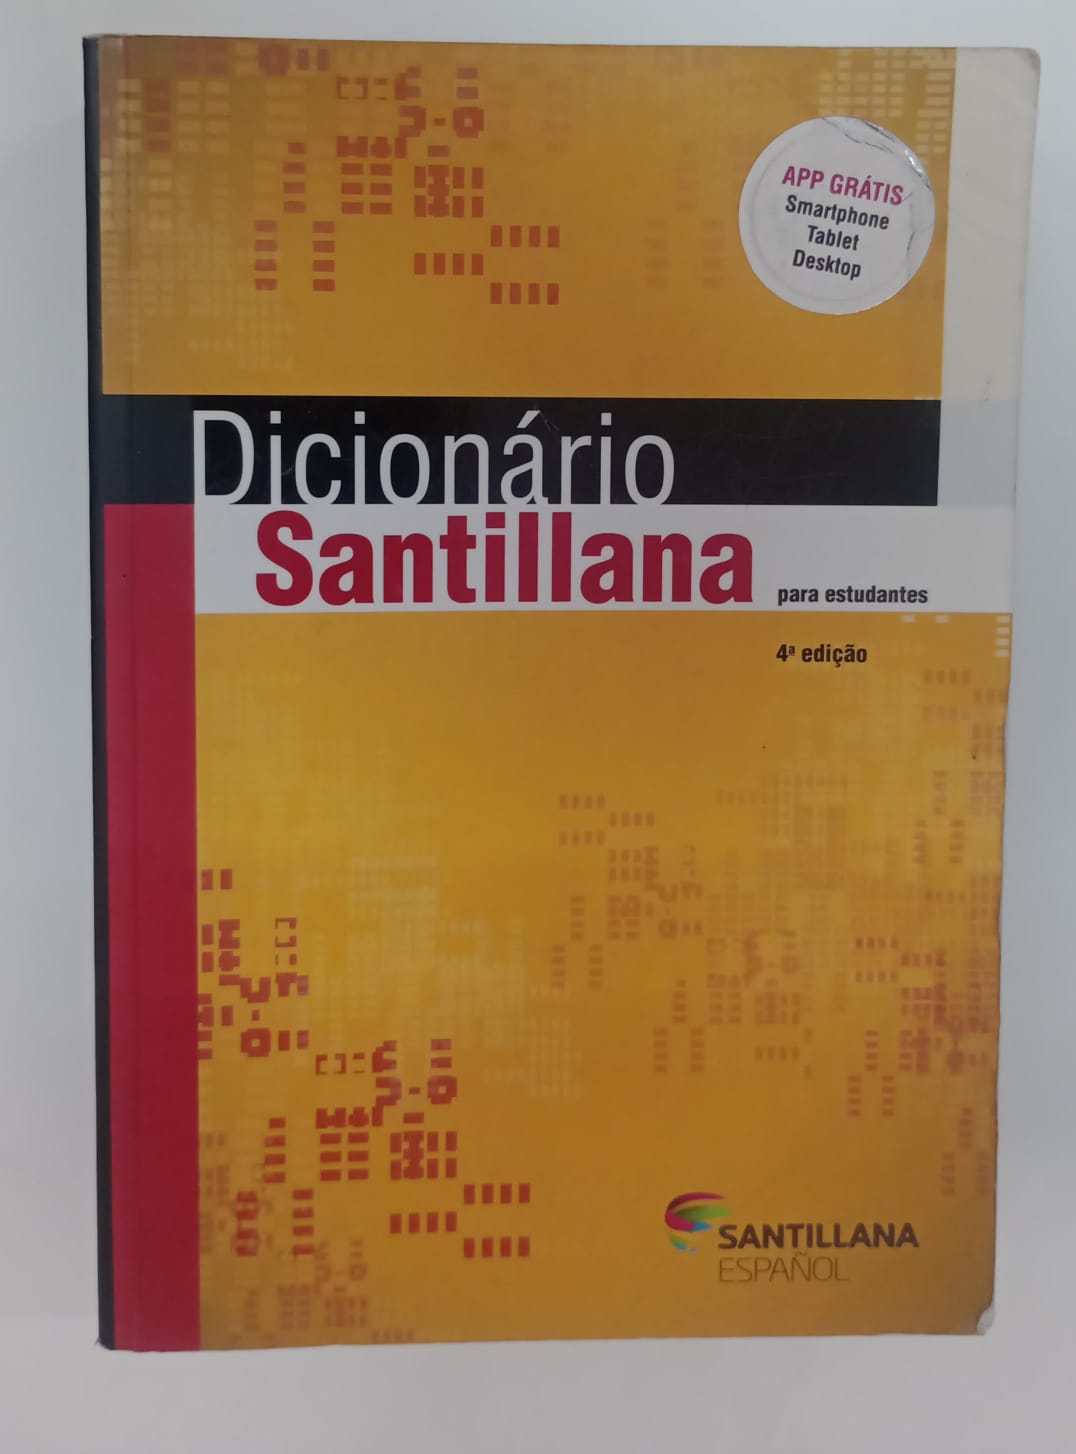 APP GRÁTIS
Smartphone
Tablet
Desktop
Dicionário
Santillana
para estudantes
4ª edição
SANTILLANA
ESPAÑOL